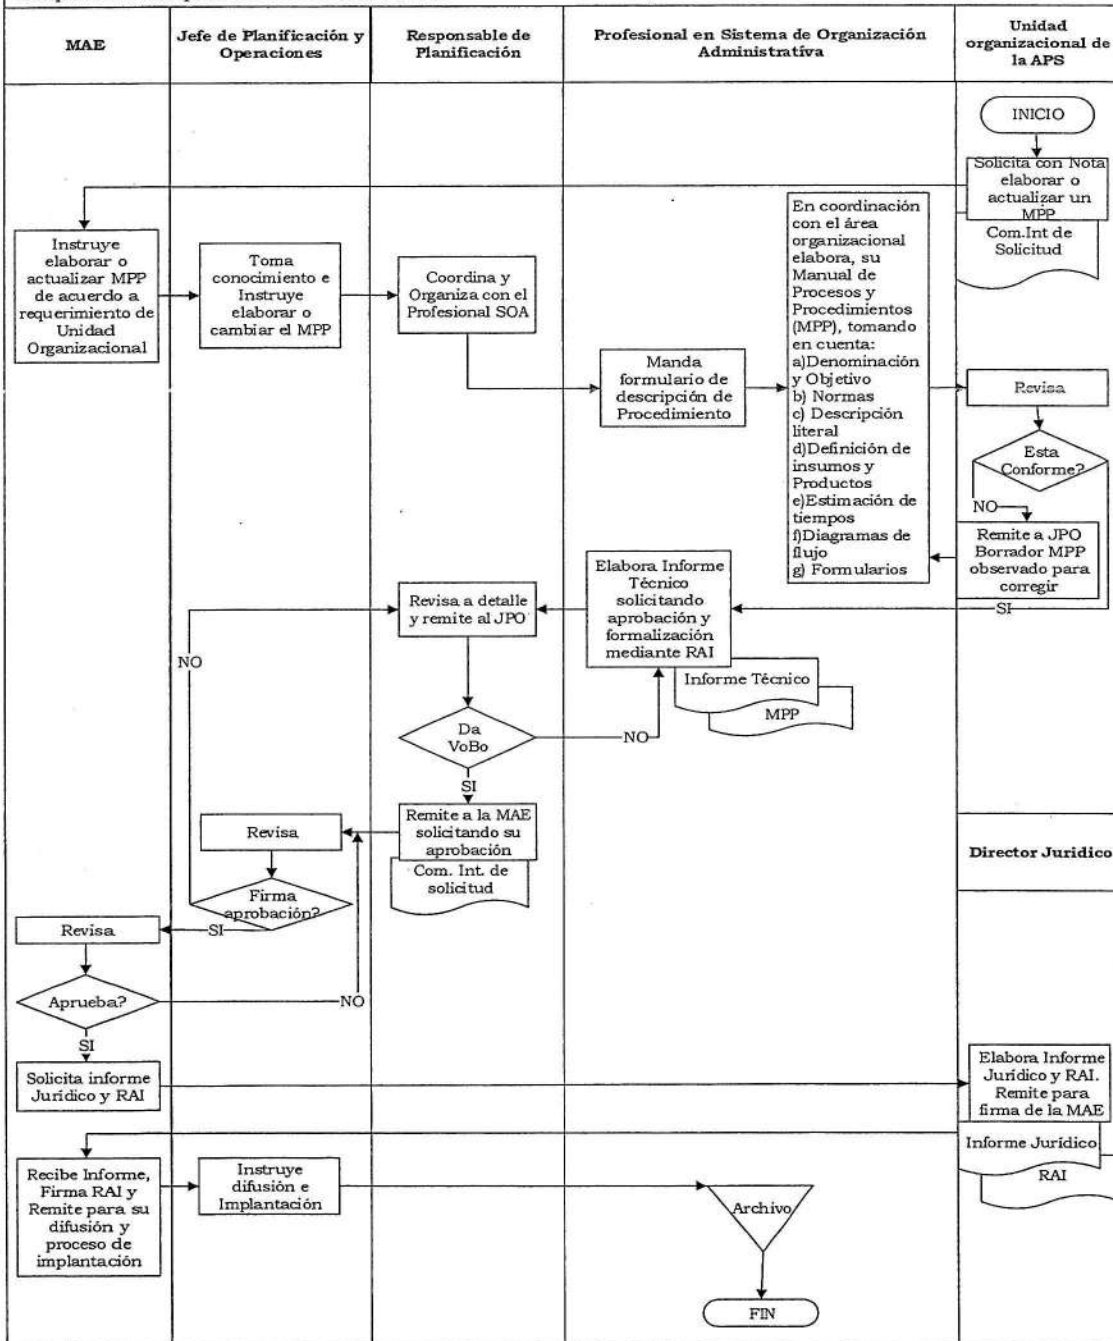 MAE
Jefe de Planificación y
Operaciones
Responsable de
Planificación
Profesional en Sistema de Organización
Administrativa
Unidad
organizacional de
la APS
INICIO
Solicita con Nota
elaborar o
actualizar un
MPP
Com.Int de
Solicitud
Instruye
elaborar o
actualizar MPP
de acuerdo a
requerimiento de
Unidad
Organizacional
Toma
conocimiento e
Instruye
elaborar o
cambiar el MPP
Coordina y
Organiza con el
Profesional SOA
Manda
formulario de
descripción de
Procedimiento
En coordinación
con el área
organizacional
elabora, su
Manual de
Procesos y
Procedimientos
(MPP), tomando
en cuenta:
a)Denominación
y Objetivo
b) Normas
c) Descripción
literal
d)Definición de
insumos y
Productos
e)Estimación de
tiempos
f)Diagramas de
flujo
g) Formularios
Revisa
Esta
Conforme?
NO
Remite a JPO
Borrador MPP
observado para
corregir
SI
Elabora Informe
Técnico
solicitando
aprobación y
formalización
mediante RAI
Informe Técnico
MPP
Revisa a detalle
y remite al JPO
NO
Da
VoBo
NO
SI
Remite a la MAE
solicitando su
aprobación
Com. Int. de
solicitud
Revisa
Firma
aprobación?
SI
Director Jurídico
Revisa
Aprueba?
NO
SI
Solicita informe
Jurídico y RAI
Elabora Informe
Jurídico y RAI.
Remite para
firma de la MAE
Informe Jurídico
RAI
Recibe Informe,
Firma RAI y
Remite para su
difusión y
proceso de
implantación
Instruye
difusión e
Implantación
Archivo
FIN